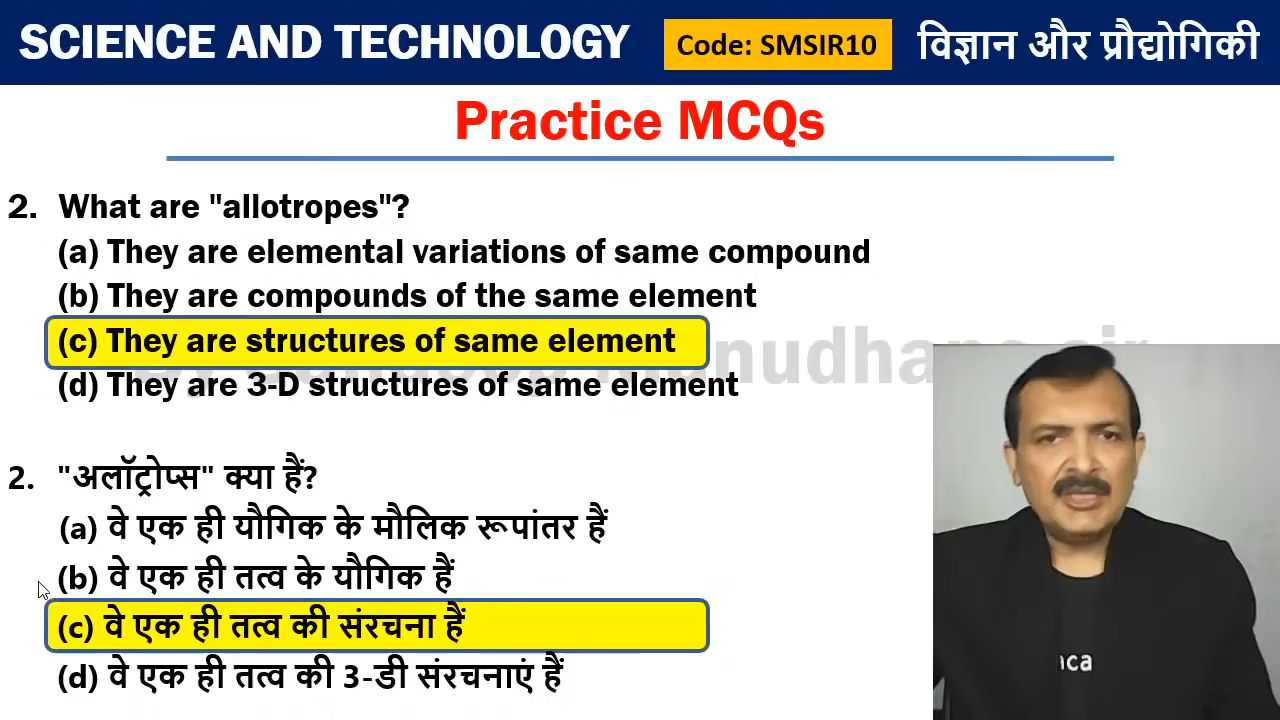 SCIENCE AND TECHNOLOGY
Code: SMSIR10
विज्ञान और प्रौद्योगिकी
Practice MCQs
2. What are "allotropes"?
(a) They are elemental variations of same compound
(b) They are compounds of the same element
(c) They are structures of same element
(d) They are 3-D structures of same element
2. "अलॉट्रोप्स" क्या हैं?
(a) वे एक ही यौगिक के मौलिक रूपांतर हैं
(b) वे एक ही तत्व के यौगिक हैं
(c) वे एक ही तत्व की संरचना हैं
(d) वे एक ही तत्व की 3-डी संरचनाएं हैं